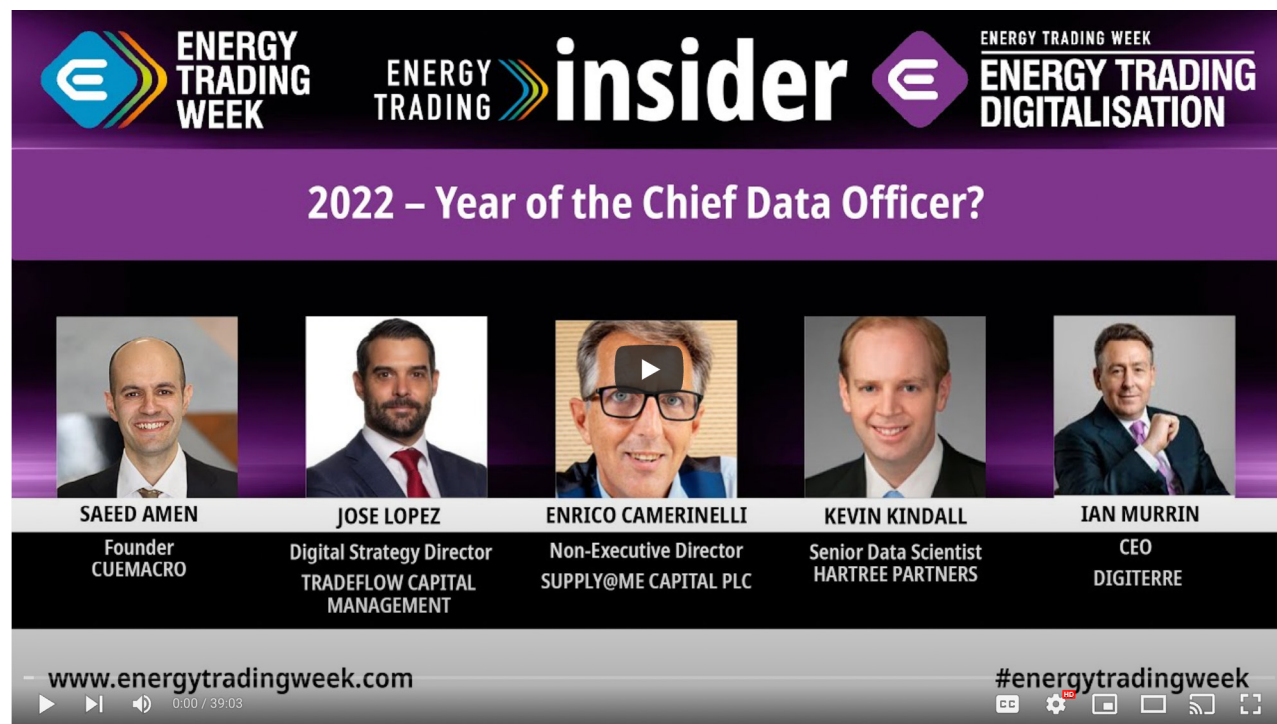 ENERGY
TRADING
WEEK
ENERGY
TRADING
insider
ENERGY TRADING WEEK
ENERGY TRADING
DIGITALISATION
2022 – Year of the Chief Data Officer?
SAEED AMEN
Founder
CUEMACRO
JOSE LOPEZ
Digital Strategy Director
TRADEFLOW CAPITAL
MANAGEMENT
ENRICO CAMERINELLI
Non-Executive Director
SUPPLY@ME CAPITAL PLC
KEVIN KINDALL
Senior Data Scientist
HARTREE PARTNERS
IAN MURRIN
CEO
DIGITERRE
www.energytradingweek.com
#energytradingweek
0:00 / 39:03
CC
HD